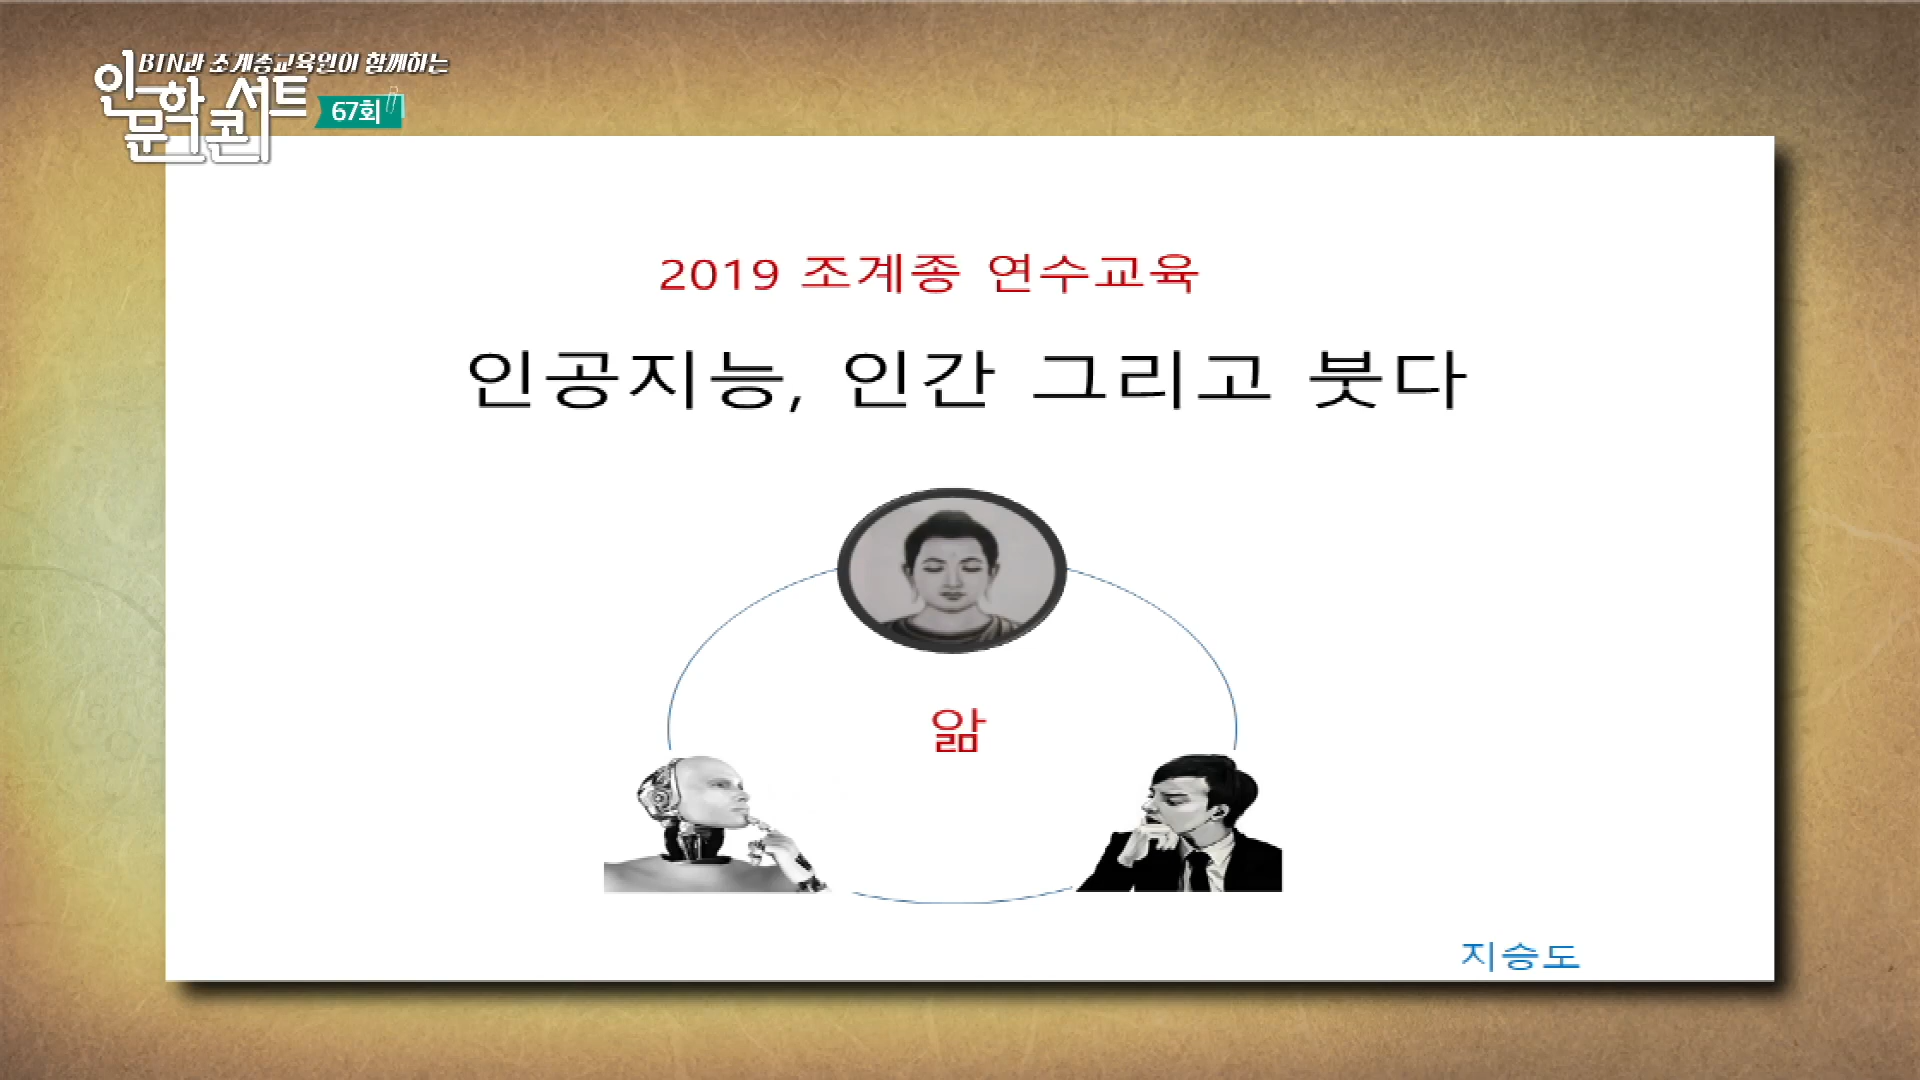 BTN과 조계종교육원이 함께하는
인문학콘서트
67회
2019 조계종 연수교육
인공지능, 인간 그리고 붓다
앎
지승도